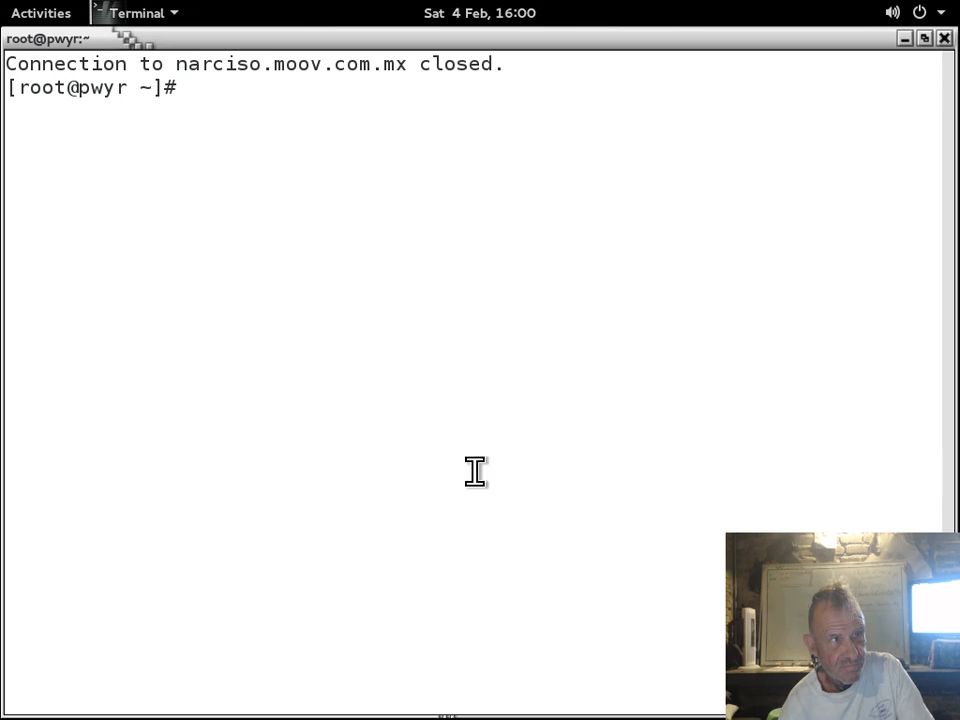 Activities Terminal Sat 4 Feb, 16:00
root@pwyr:~
Connection to narciso.moov.com.mx closed.
[root@pwyr ~]#